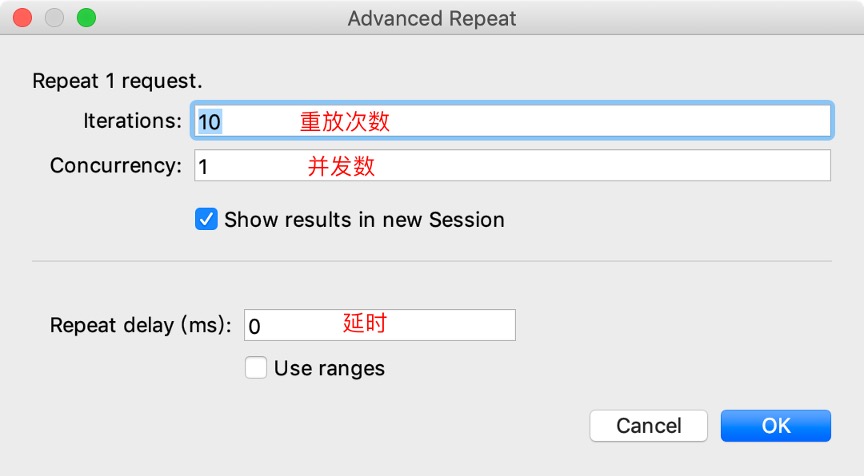 Advanced Repeat
Repeat 1 request.
Iterations: 10 重放次数
Concurrency: 1 并发数
Show results in new Session
Repeat delay (ms): 0 延时
Use ranges
Cancel OK